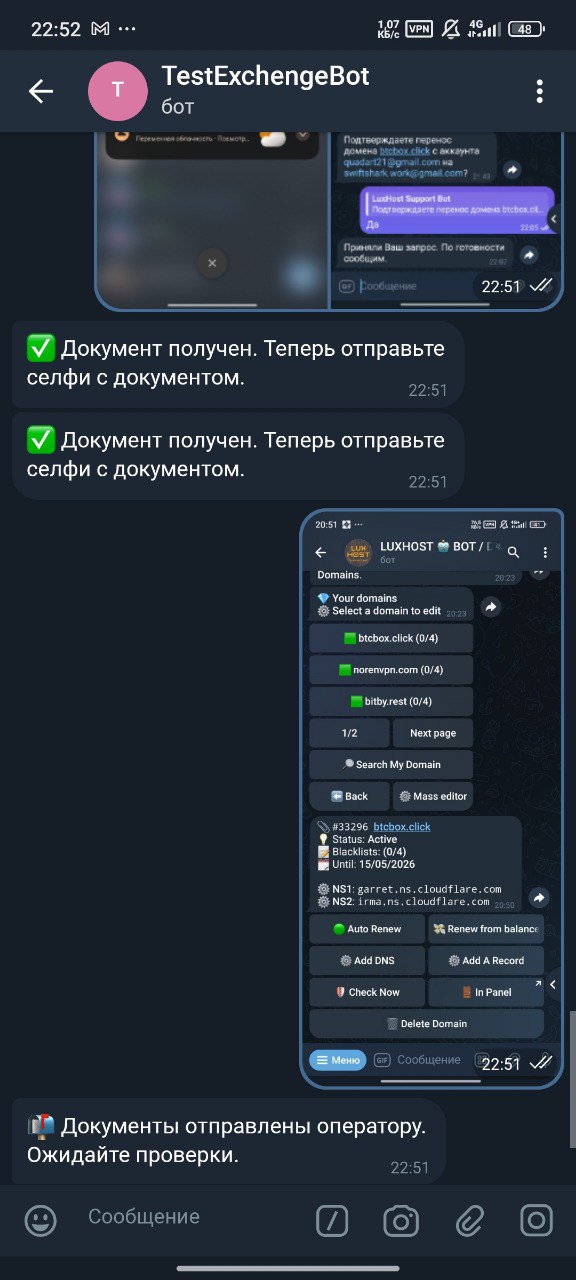 22:52
1,07
КБ/с
VPN
4G
48
T
TestExchengeBot
бот
Переменная облачность · Посмотр...
Подтверждаете перенос
домена btcbox.click с аккаунта
quadart21@gmail.com на
swiftshark.work@gmail.com?
21:43
LuxHost Support Bot
Подтверждаете перенос домена btcbox.cli...
Да
22:05
Приняли Ваш запрос. По готовности
сообщим.
22:07
GIF
Сообщение
22:51
✅ Документ получен. Теперь отправьте
селфи с документом.
22:51
✅ Документ получен. Теперь отправьте
селфи с документом.
22:51
20:51
VPN
LUX
HOST
LUXHOST 🤖 BOT / D
бот
Domains.
20:23
💎 Your domains
⚙️ Select a domain to edit
20:23
🟩 btcbox.click (0/4)
🟩 norenvpn.com (0/4)
🟩 bitby.rest (0/4)
1/2
Next page
🔎 Search My Domain
⬅️ Back
⚙️ Mass editor
📎 #33296 btcbox.click
💡 Status: Active
📝 Blacklists: (0/4)
📅 Until: 15/05/2026
⚙️ NS1: garret.ns.cloudflare.com
⚙️ NS2: irma.ns.cloudflare.com
20:50
🟢 Auto Renew
💸 Renew from balance
⚙️ Add DNS
⚙️ Add A Record
Check Now
🚪 In Panel
🗑 Delete Domain
Меню
GIF
Сообщение
22:51
📬 Документы отправлены оператору.
Ожидайте проверки.
22:51
Сообщение